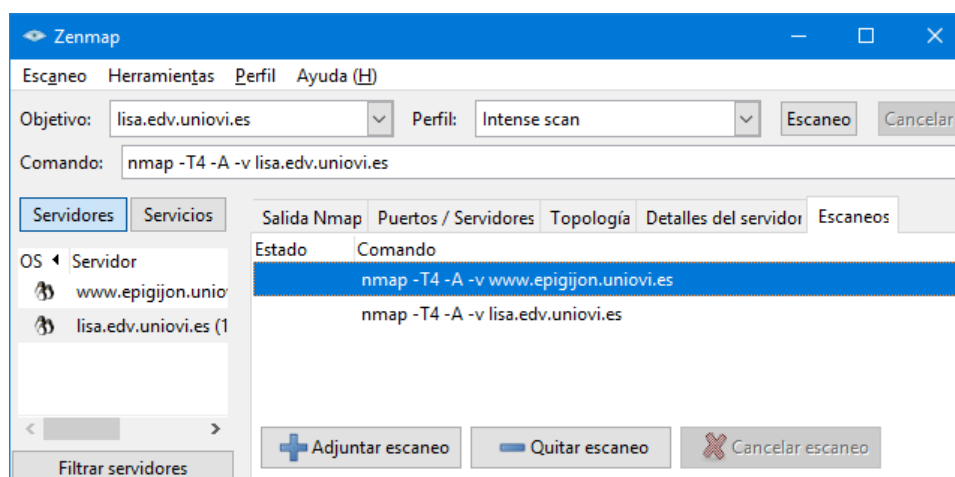 Zenmap
Escaneo Herramientas Perfil Ayuda (H)
Objetivo: lisa.edv.uniovi.es Perfil: Intense scan Escaneo Cancelar
Comando: nmap -T4 -A -v lisa.edv.uniovi.es
Servidores Servicios Salida Nmap Puertos / Servidores Topología Detalles del servidor Escaneos
OS Servidor Estado Comando
www.epigijon.unio nmap -T4 -A -v www.epigijon.uniovi.es
lisa.edv.uniovi.es (1 nmap -T4 -A -v lisa.edv.uniovi.es
Adjuntar escaneo Quitar escaneo Cancelar escaneo
Filtrar servidores